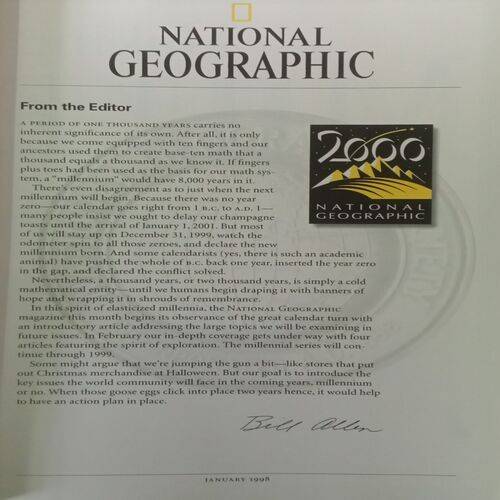 NATIONAL
GEOGRAPHIC
From the Editor
A PERIOD OF ONE THOUSAND YEARS carries no
inherent significance of its own. After all, it is only
because we come equipped with ten fingers and our
ancestors used them to create base-ten math that a
thousand equals a thousand as we know it. If fingers
plus toes had been used as the basis for our math sys-
tem, a "millennium" would have 8,000 years in it.
There's even disagreement as to just when the next
millennium will begin. Because there was no year
zero—our calendar goes right from 1 B.C. to A.D. 1—
many people insist we ought to delay our champagne
toasts until the arrival of January 1, 2001. But most
of us will stay up on December 31, 1999, watch the
odometer spin to all those zeroes, and declare the new
millennium born. And some calendarists (yes, there is such an academic
animal) have pushed the whole of B.C. back one year, inserted the year zero
in the gap, and declared the conflict solved.
Nevertheless, a thousand years, or two thousand years, is simply a cold
mathematical entity—until we humans begin draping it with banners of
hope and wrapping it in shrouds of remembrance.
In this spirit of elasticized millennia, the NATIONAL GEOGRAPHIC
magazine this month begins its observance of the great calendar turn with
an introductory article addressing the large topics we will be examining in
future issues. In February our in-depth coverage gets under way with four
articles featuring the spirit of exploration. The millennial series will con-
tinue through 1999.
Some might argue that we're jumping the gun a bit—like stores that put
out Christmas merchandise at Halloween. But our goal is to introduce the
key issues the world community will face in the coming years, millennium
or no. When those goose eggs click into place two years hence, it would help
to have an action plan in place.
Bill Allen
2000
NATIONAL
GEOGRAPHIC
JANUARY 1998